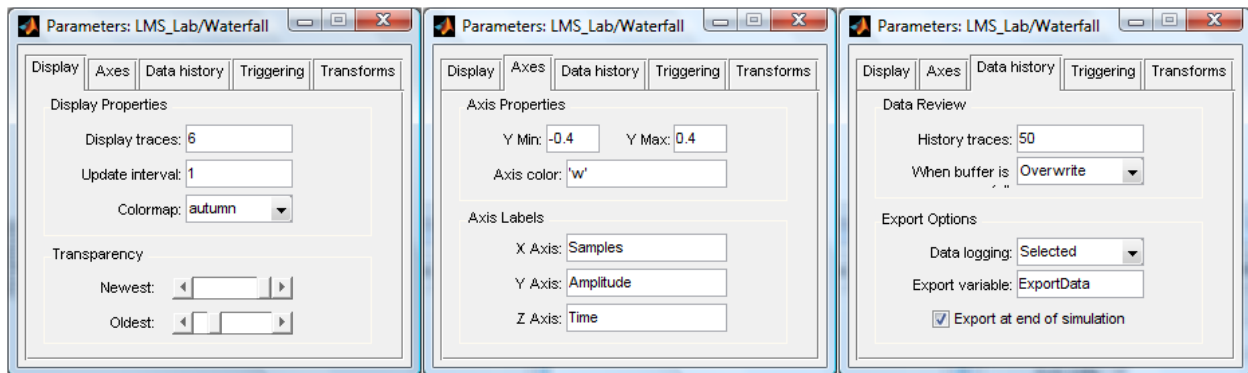 Parameters: LMS_Lab/Waterfall
Display Axes Data history Triggering Transforms
Display Properties
Display traces: 6
Update interval: 1
Colormap: autumn
Transparency
Newest:
Oldest:
Parameters: LMS_Lab/Waterfall
Display Axes Data history Triggering Transforms
Axis Properties
Y Min: -0.4 Y Max: 0.4
Axis color: 'w'
Axis Labels
X Axis: Samples
Y Axis: Amplitude
Z Axis: Time
Parameters: LMS_Lab/Waterfall
Display Axes Data history Triggering Transforms
Data Review
History traces: 50
When buffer is Overwrite
Export Options
Data logging: Selected
Export variable: ExportData
Export at end of simulation